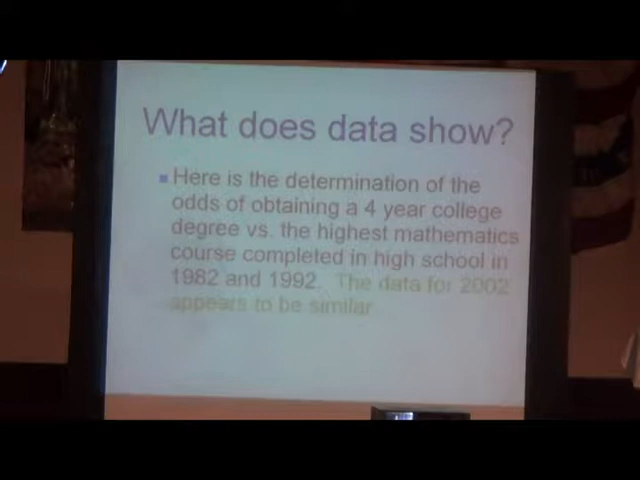 What does data show?
Here is the determination of the
odds of obtaining a 4 year college
degree vs. the highest mathematics
course completed in high school in
1982 and 1992. The data for 2002
appears to be similar